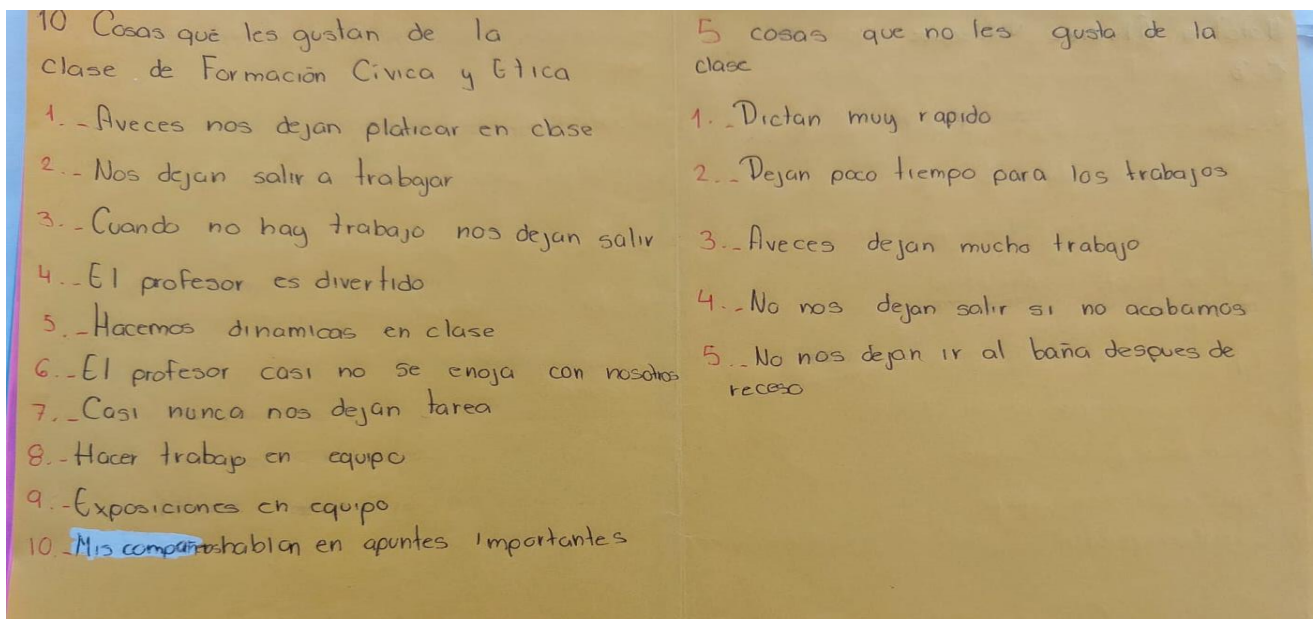 10 Cosas que les gustan de la
clase de Formación Cívica y Etica
1.- Aveces nos dejan platicar en clase
2.- Nos dejan salir a trabajar
3.- Cuando no hay trabajo nos dejan salir
4.- El profesor es divertido
5.- Hacemos dinamicas en clase
6.- El profesor casi no se enoja con nosotros
7.- Casi nunca nos dejan tarea
8.- Hacer trabajo en equipo
9.- Exposiciones en equipo
10.- Mis compañeros hablan en apuntes importantes
5 cosas que no les gusta de la
clase
1.- Dictan muy rapido
2.- Dejan poco tiempo para los trabajos
3.- Aveces dejan mucho trabajo
4.- No nos dejan salir si no acabamos
5.- No nos dejan ir al baña despues de
receso